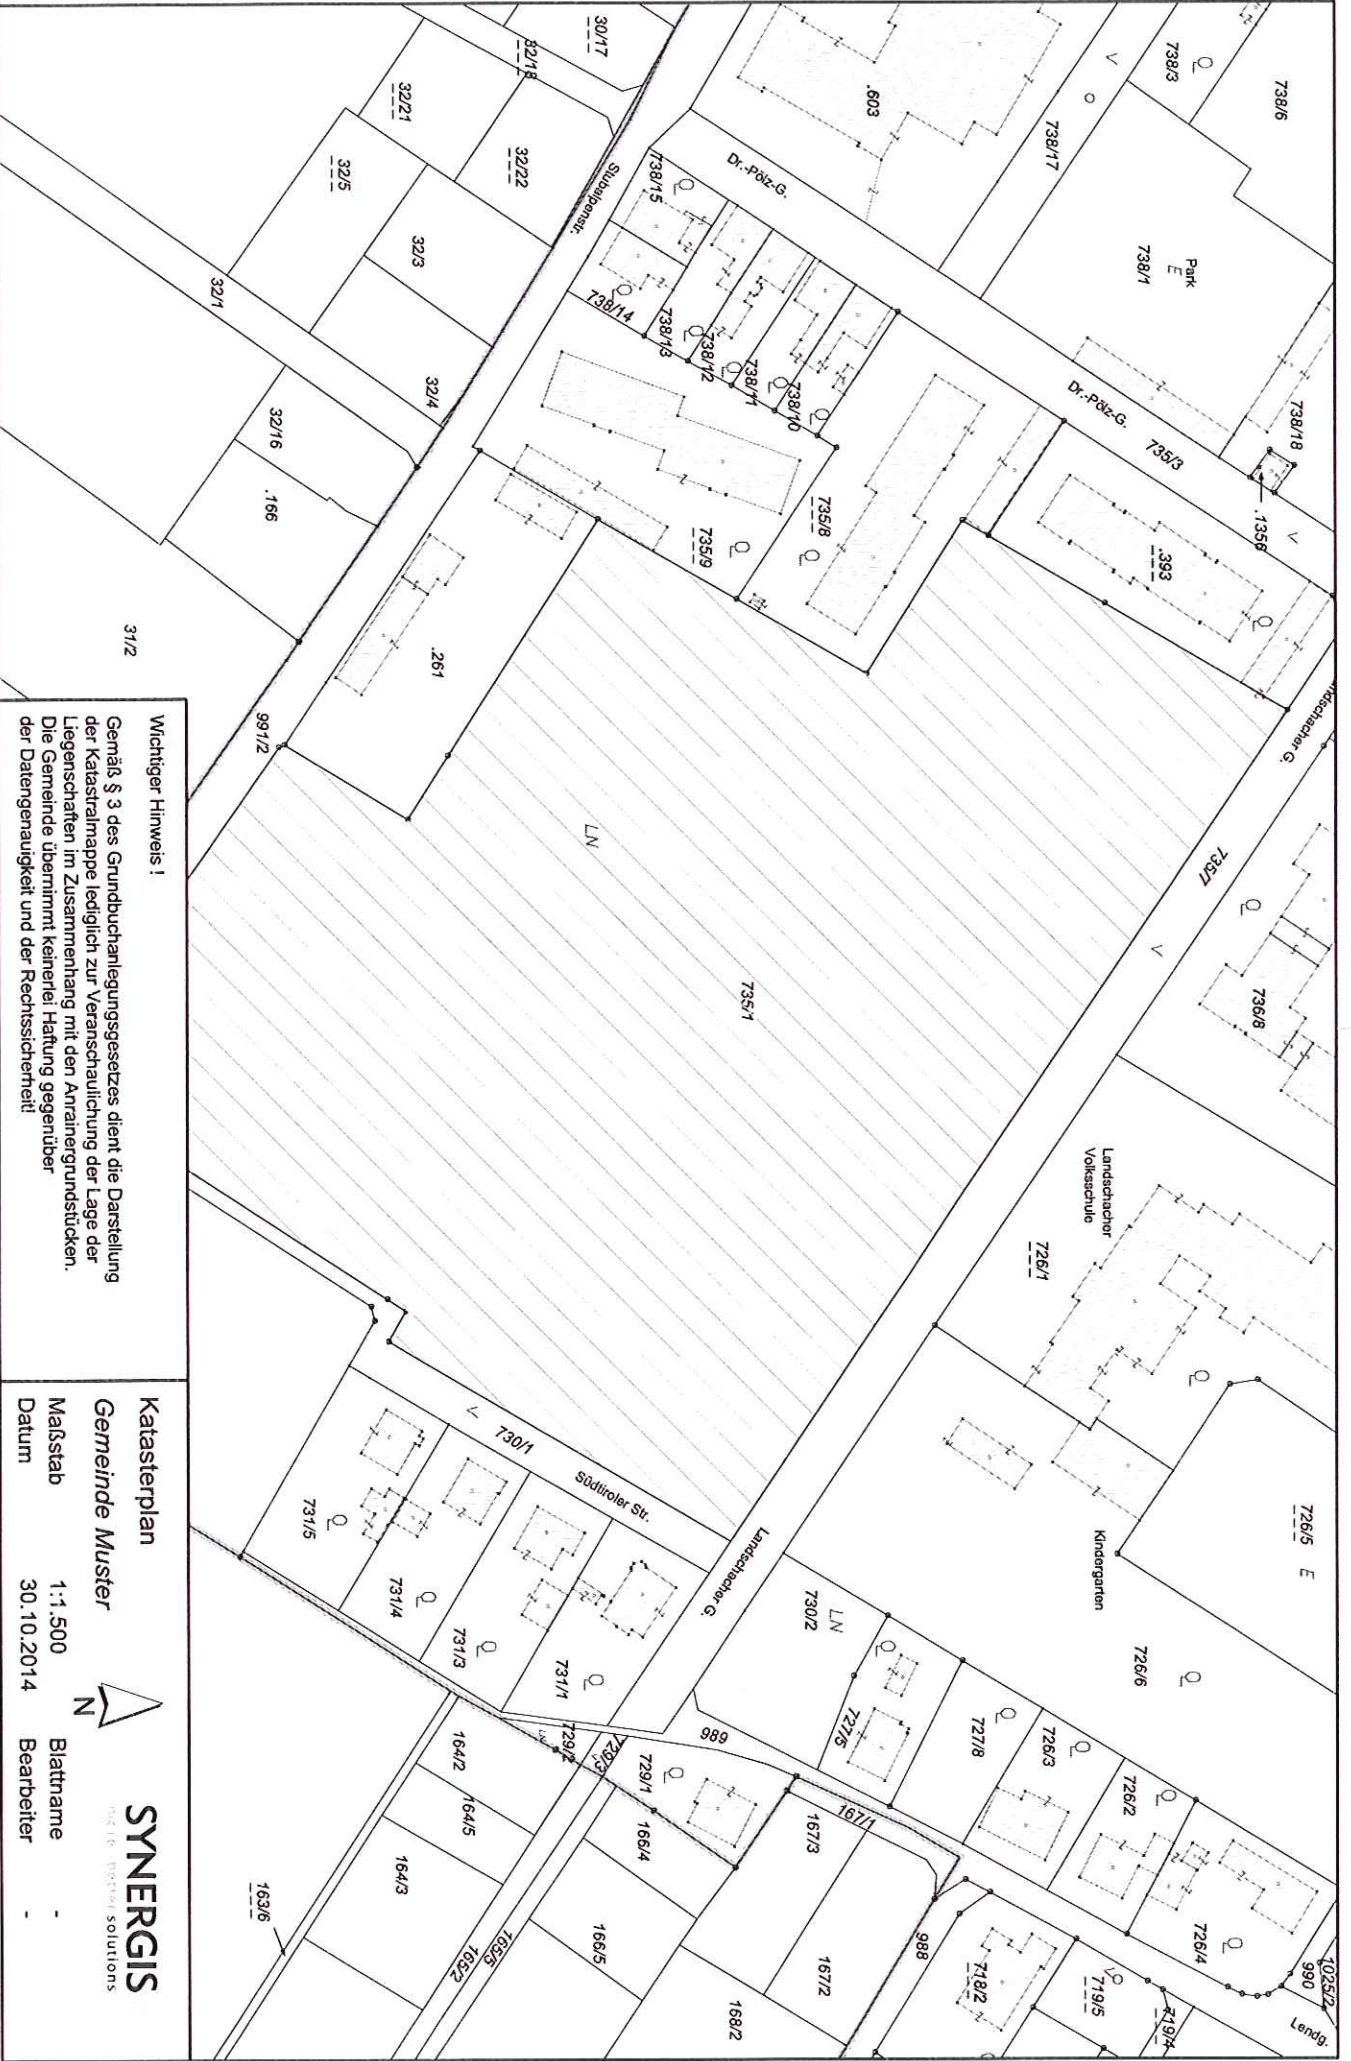 738/6
738/3
738/17
.603
Park
E
738/1
738/18
.1356
Dr.-Pölz-G.
Dr.-Pölz-G.
735/3
.393
738/15
738/14
738/13
738/12
738/11
738/10
735/8
735/9
Stubalpenstr.
30/17
32/18
32/21
32/22
32/5
32/3
32/1
32/4
32/16
.166
31/2
.261
991/2
LN
735/1
Landschacher G.
735/7
736/8
Landschacher
Volksschule
726/1
726/5
E
Kindergarten
726/6
730/1
Südtiroler Str.
Landschacher G.
731/5
731/4
731/3
731/1
730/2
LN
727/5
727/8
726/3
726/2
726/4
989
729/2
729/3
729/1
167/1
167/3
167/2
166/4
166/5
168/2
164/2
164/5
164/3
163/6
165/5
165/2
988
718/2
719/5
719/4
1025/2
990
Lendg.
Wichtiger Hinweis !
Gemäß § 3 des Grundbuchanlegungsgesetzes dient die Darstellung
der Katastralmappe lediglich zur Veranschaulichung der Lage der
Liegenschaften im Zusammenhang mit den Anrainergrundstücken.
Die Gemeinde übernimmt keinerlei Haftung gegenüber
der Datengenauigkeit und der Rechtssicherheit!
Katasterplan
Gemeinde Muster
Maßstab 1:1.500 Blattname -
Datum 30.10.2014 Bearbeiter -
N
SYNERGIS
solutions